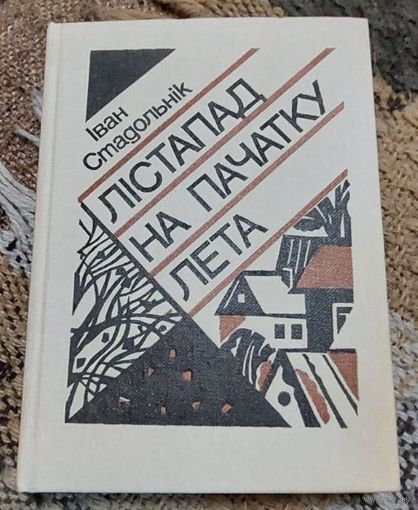 Іван
Стадольнік
ЛІСТАПАД
НА ПАЧАТКУ
ЛЕТА